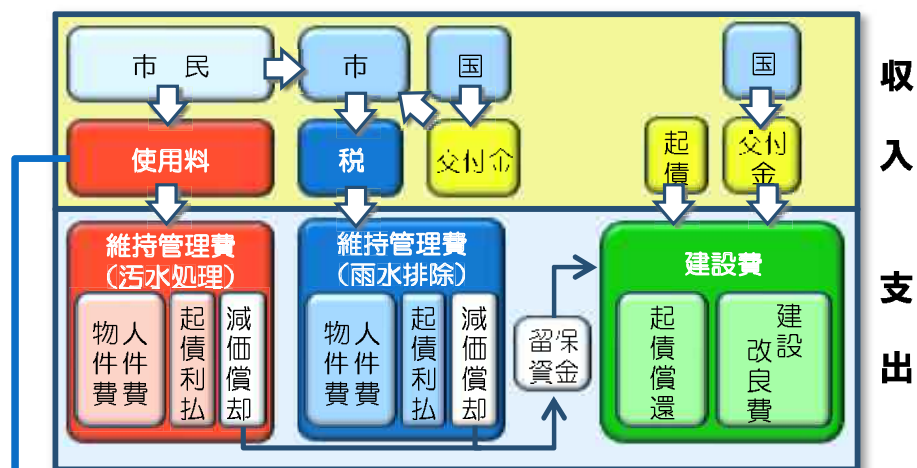 市 民
市
国
国
収入
使用料
税
交付金
起債
交付金
維持管理費
（汚水処理）
維持管理費
（雨水排除）
建設費
支出
人件費
物件費
起債利払
減価償却
人件費
物件費
起債利払
減価償却
留保
資金
起債償還
建設
改良費